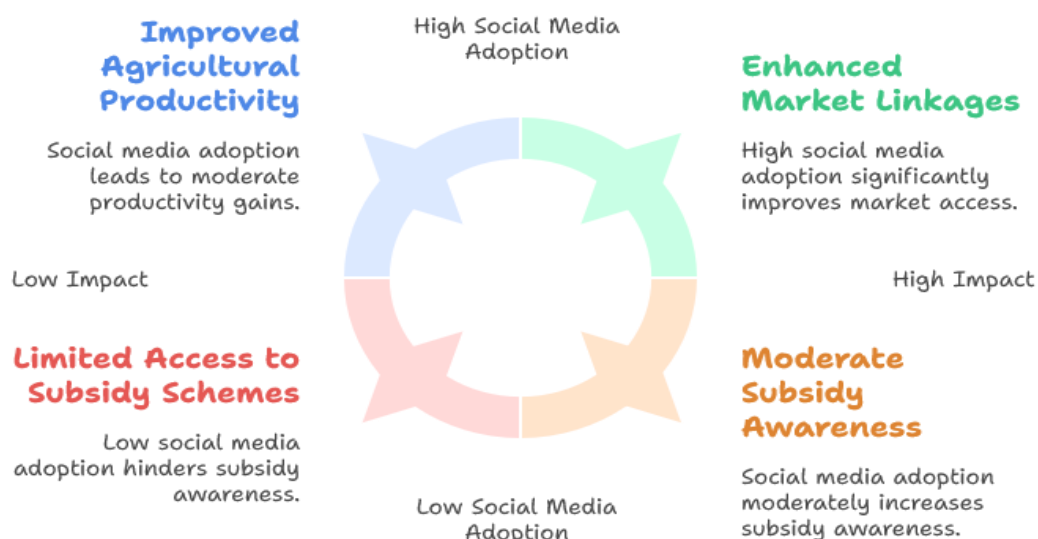 Improved
Agricultural
Productivity
Social media adoption
leads to moderate
productivity gains.
High Social Media
Adoption
Enhanced
Market Linkages
High social media
adoption significantly
improves market access.
Low Impact
High Impact
Limited Access to
Subsidy Schemes
Low social media
adoption hinders subsidy
awareness.
Low Social Media
Adoption
Moderate
Subsidy
Awareness
Social media adoption
moderately increases
subsidy awareness.